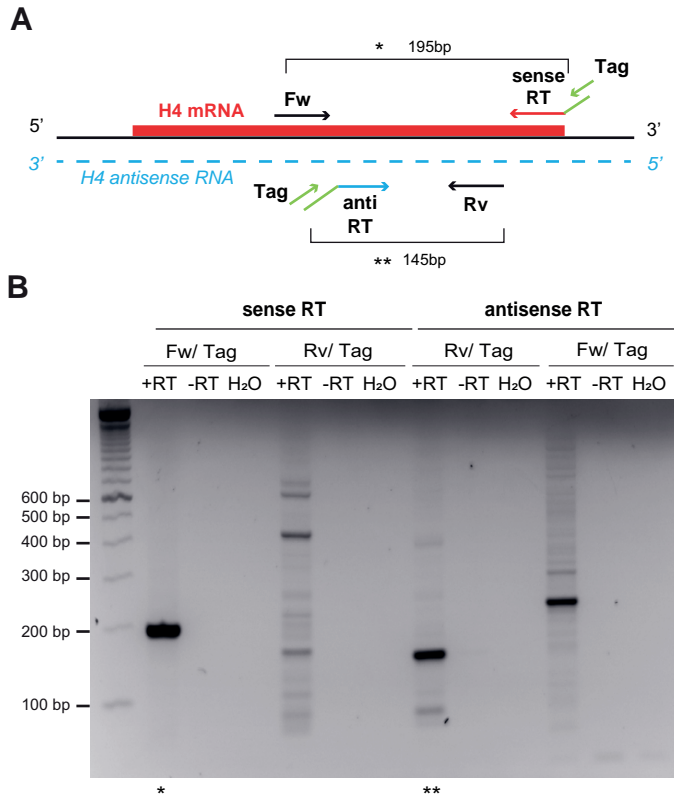 A
* 195bp
Tag
sense
RT
Fw
H4 mRNA
5’ 3’
3’ 5’
H4 antisense RNA
Tag
anti
RT
Rv
** 145bp
B
sense RT antisense RT
Fw/ Tag Rv/ Tag Rv/ Tag Fw/ Tag
+RT -RT H₂O +RT -RT H₂O +RT -RT H₂O +RT -RT H₂O
600 bp
500 bp
400 bp
300 bp
200 bp
100 bp
* **